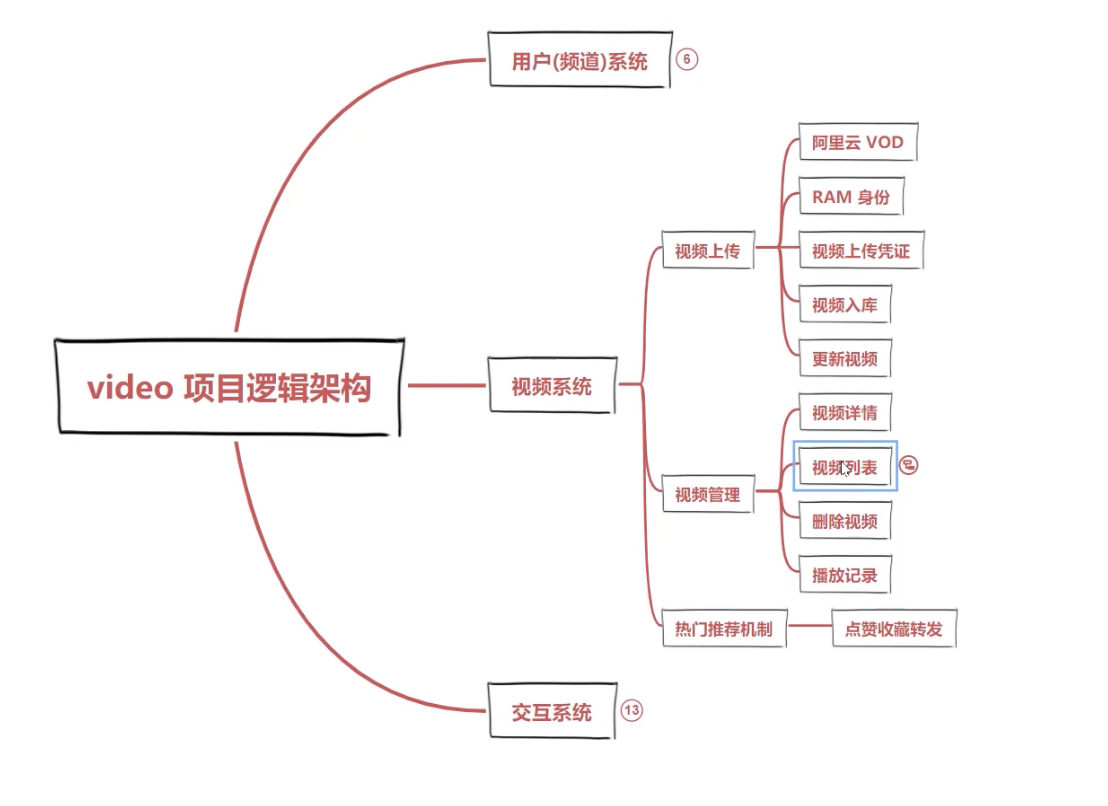 用户(频道)系统
6
阿里云 VOD
RAM 身份
视频上传
视频上传凭证
视频入库
更新视频
video 项目逻辑架构
视频系统
视频详情
视频列表
视频管理
删除视频
播放记录
热门推荐机制
点赞收藏转发
交互系统
13